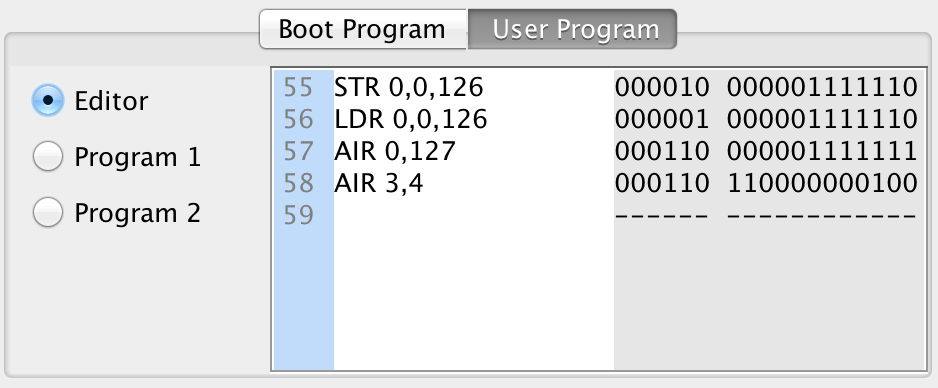 Boot Program User Program
Editor
Program 1
Program 2
55 STR 0,0,126 000010 000001111110
56 LDR 0,0,126 000001 000001111110
57 AIR 0,127 000110 000001111111
58 AIR 3,4 000110 110000000100
59 ------ ------------